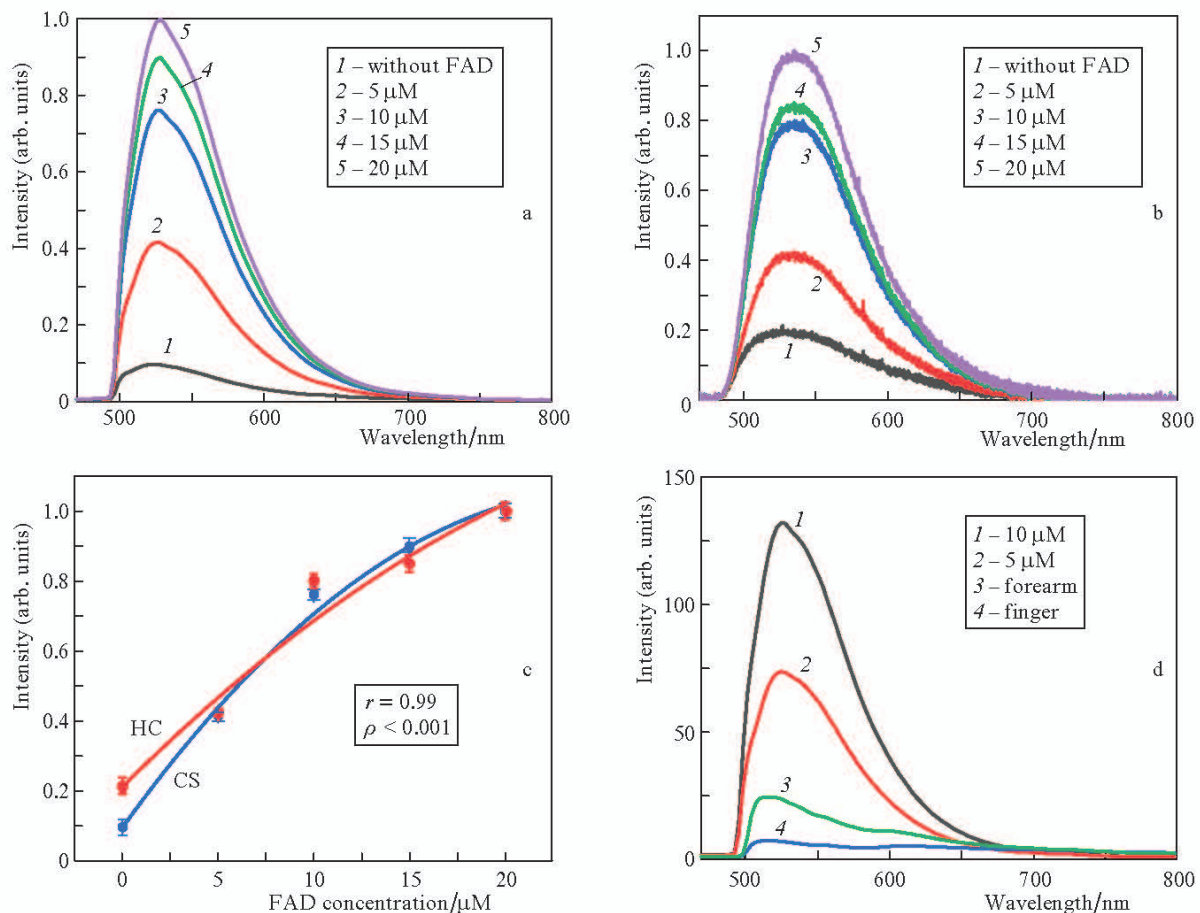 1.0
0.8
0.6
0.4
0.2
0
Intensity (arb. units)
5
4
3
2
1
1 – without FAD
2 – 5 μM
3 – 10 μM
4 – 15 μM
5 – 20 μM
a
500 600 700 800
Wavelength/nm
1.0
0.8
0.6
0.4
0.2
0
Intensity (arb. units)
5
4
3
2
1
1 – without FAD
2 – 5 μM
3 – 10 μM
4 – 15 μM
5 – 20 μM
b
500 600 700 800
Wavelength/nm
1.0
0.8
0.6
0.4
0.2
0
Intensity (arb. units)
HC
CS
r = 0.99
ρ < 0.001
c
0 5 10 15 20
FAD concentration/μM
150
100
50
0
Intensity (arb. units)
1
2
3
4
1 – 10 μM
2 – 5 μM
3 – forearm
4 – finger
d
500 600 700 800
Wavelength/nm